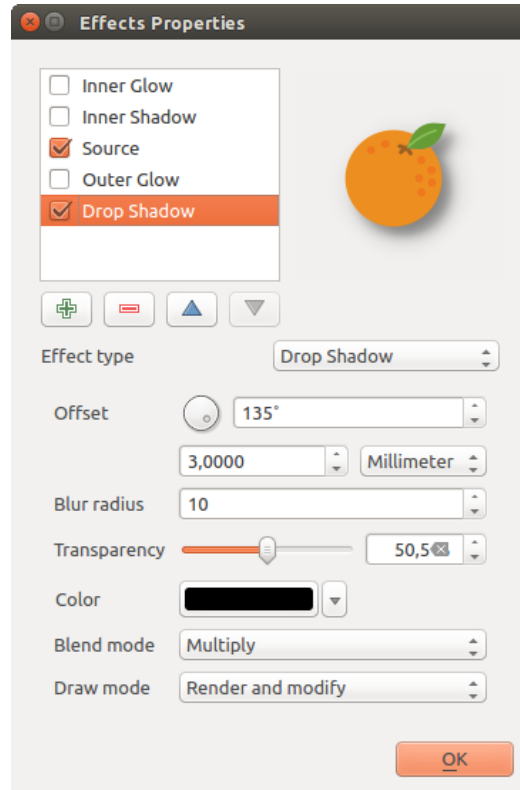 Effects Properties
Inner Glow
Inner Shadow
Source
Outer Glow
Drop Shadow
Effect type Drop Shadow
Offset 135°
3,0000 Millimeter
Blur radius 10
Transparency 50,5
Color
Blend mode Multiply
Draw mode Render and modify
OK